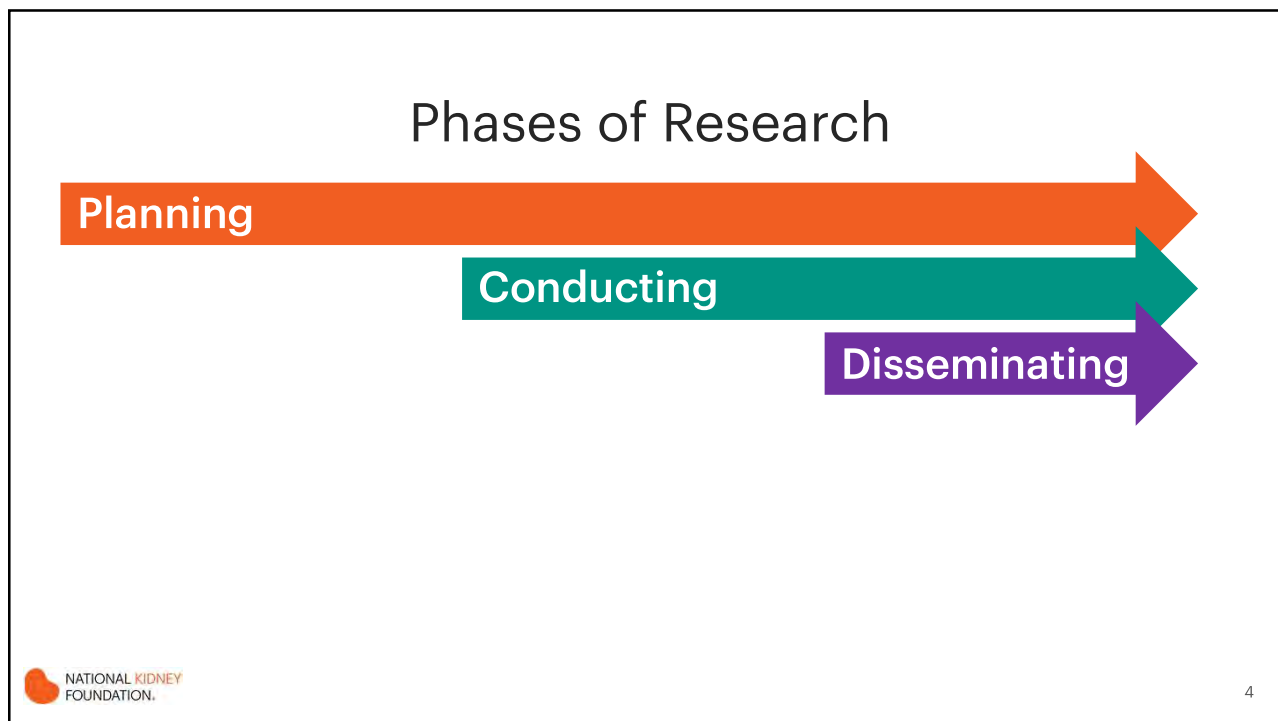 Phases of Research
Planning
Conducting
Disseminating
NATIONAL KIDNEY
FOUNDATION®
4